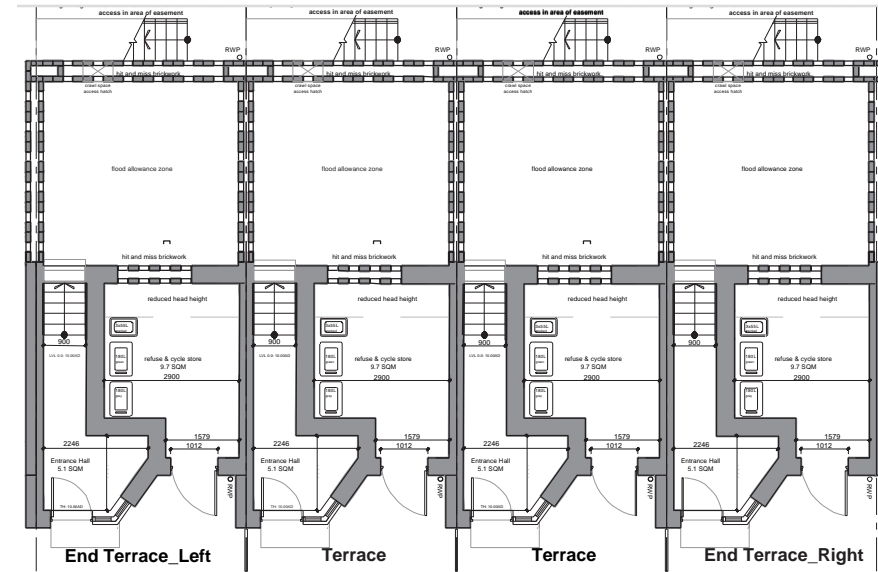 access in area of easement
access in area of easement
access in area of easement
access in area of easement
RWP
RWP
RWP
RWP
hit and miss brickwork
hit and miss brickwork
hit and miss brickwork
hit and miss brickwork
crawl space
access hatch
crawl space
access hatch
crawl space
access hatch
crawl space
access hatch
flood allowance zone
flood allowance zone
flood allowance zone
flood allowance zone
hit and miss brickwork
hit and miss brickwork
hit and miss brickwork
hit and miss brickwork
reduced head height
reduced head height
reduced head height
reduced head height
900
900
900
900
refuse & cycle store
9.7 SQM
refuse & cycle store
9.7 SQM
refuse & cycle store
9.7 SQM
refuse & cycle store
9.7 SQM
2900
2900
2900
2900
180L
180L
180L
180L
180L
180L
180L
180L
1579
1579
1579
1579
2246
2246
2246
2246
1012
1012
1012
1012
Entrance Hall
5.1 SQM
Entrance Hall
5.1 SQM
Entrance Hall
5.1 SQM
Entrance Hall
5.1 SQM
RWP
RWP
RWP
RWP
End Terrace_Left
Terrace
Terrace
End Terrace_Right